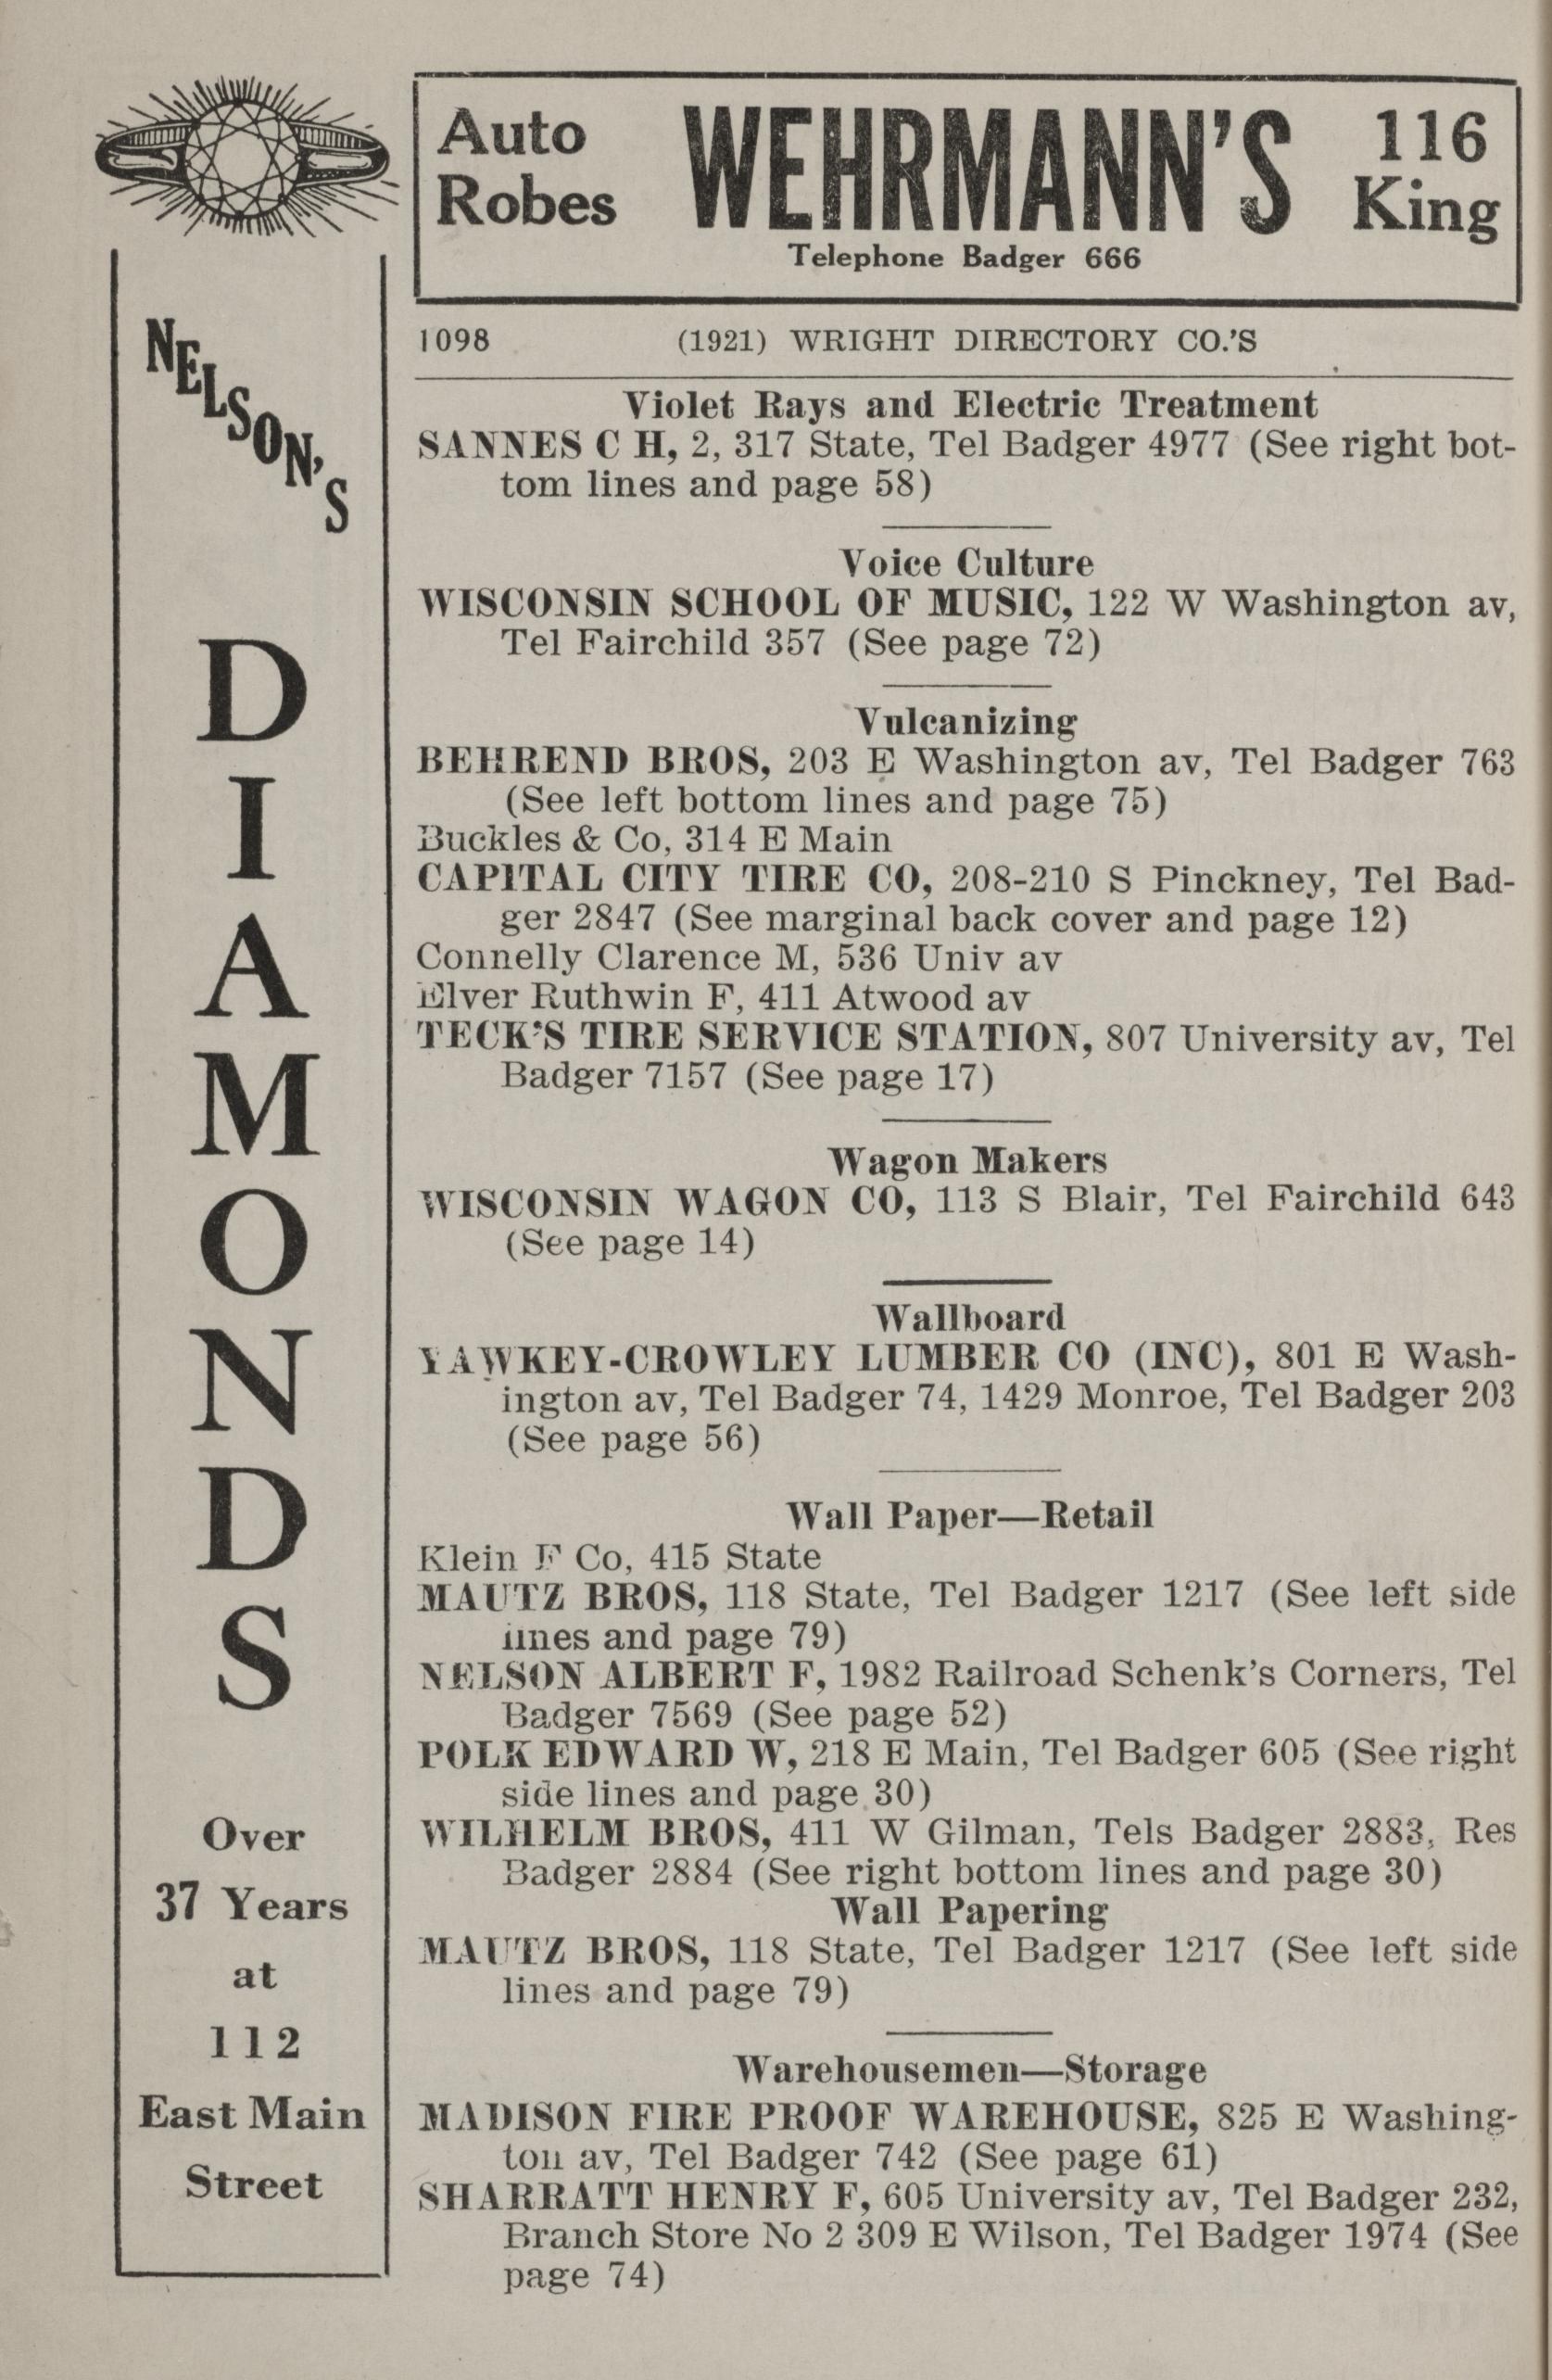 Auto
Robes
WEHRMANN'S
Telephone Badger 666
116
King
NELSON'S
DIAMONDS
Over
37 Years
at
112
East Main
Street
1098 (1921) WRIGHT DIRECTORY CO.'S
Violet Rays and Electric Treatment
SANNES C H, 2, 317 State, Tel Badger 4977 (See right bot-
tom lines and page 58)
Voice Culture
WISCONSIN SCHOOL OF MUSIC, 122 W Washington av,
Tel Fairchild 357 (See page 72)
Vulcanizing
BEHREND BROS, 203 E Washington av, Tel Badger 763
(See left bottom lines and page 75)
Buckles & Co, 314 E Main
CAPITAL CITY TIRE CO, 208-210 S Pinckney, Tel Bad-
ger 2847 (See marginal back cover and page 12)
Connelly Clarence M, 536 Univ av
Elver Ruthwin F, 411 Atwood av
TECK'S TIRE SERVICE STATION, 807 University av, Tel
Badger 7157 (See page 17)
Wagon Makers
WISCONSIN WAGON CO, 113 S Blair, Tel Fairchild 643
(See page 14)
Wallboard
YAWKEY-CROWLEY LUMBER CO (INC), 801 E Wash-
ington av, Tel Badger 74, 1429 Monroe, Tel Badger 203
(See page 56)
Wall Paper—Retail
Klein F Co, 415 State
MAUTZ BROS, 118 State, Tel Badger 1217 (See left side
lines and page 79)
NELSON ALBERT F, 1982 Railroad Schenk's Corners, Tel
Badger 7569 (See page 52)
POLK EDWARD W, 218 E Main, Tel Badger 605 (See right
side lines and page 30)
WILHELM BROS, 411 W Gilman, Tels Badger 2883, Res
Badger 2884 (See right bottom lines and page 30)
Wall Papering
MAUTZ BROS, 118 State, Tel Badger 1217 (See left side
lines and page 79)
Warehousemen—Storage
MADISON FIRE PROOF WAREHOUSE, 825 E Washing-
ton av, Tel Badger 742 (See page 61)
SHARRATT HENRY F, 605 University av, Tel Badger 232,
Branch Store No 2 309 E Wilson, Tel Badger 1974 (See
page 74)